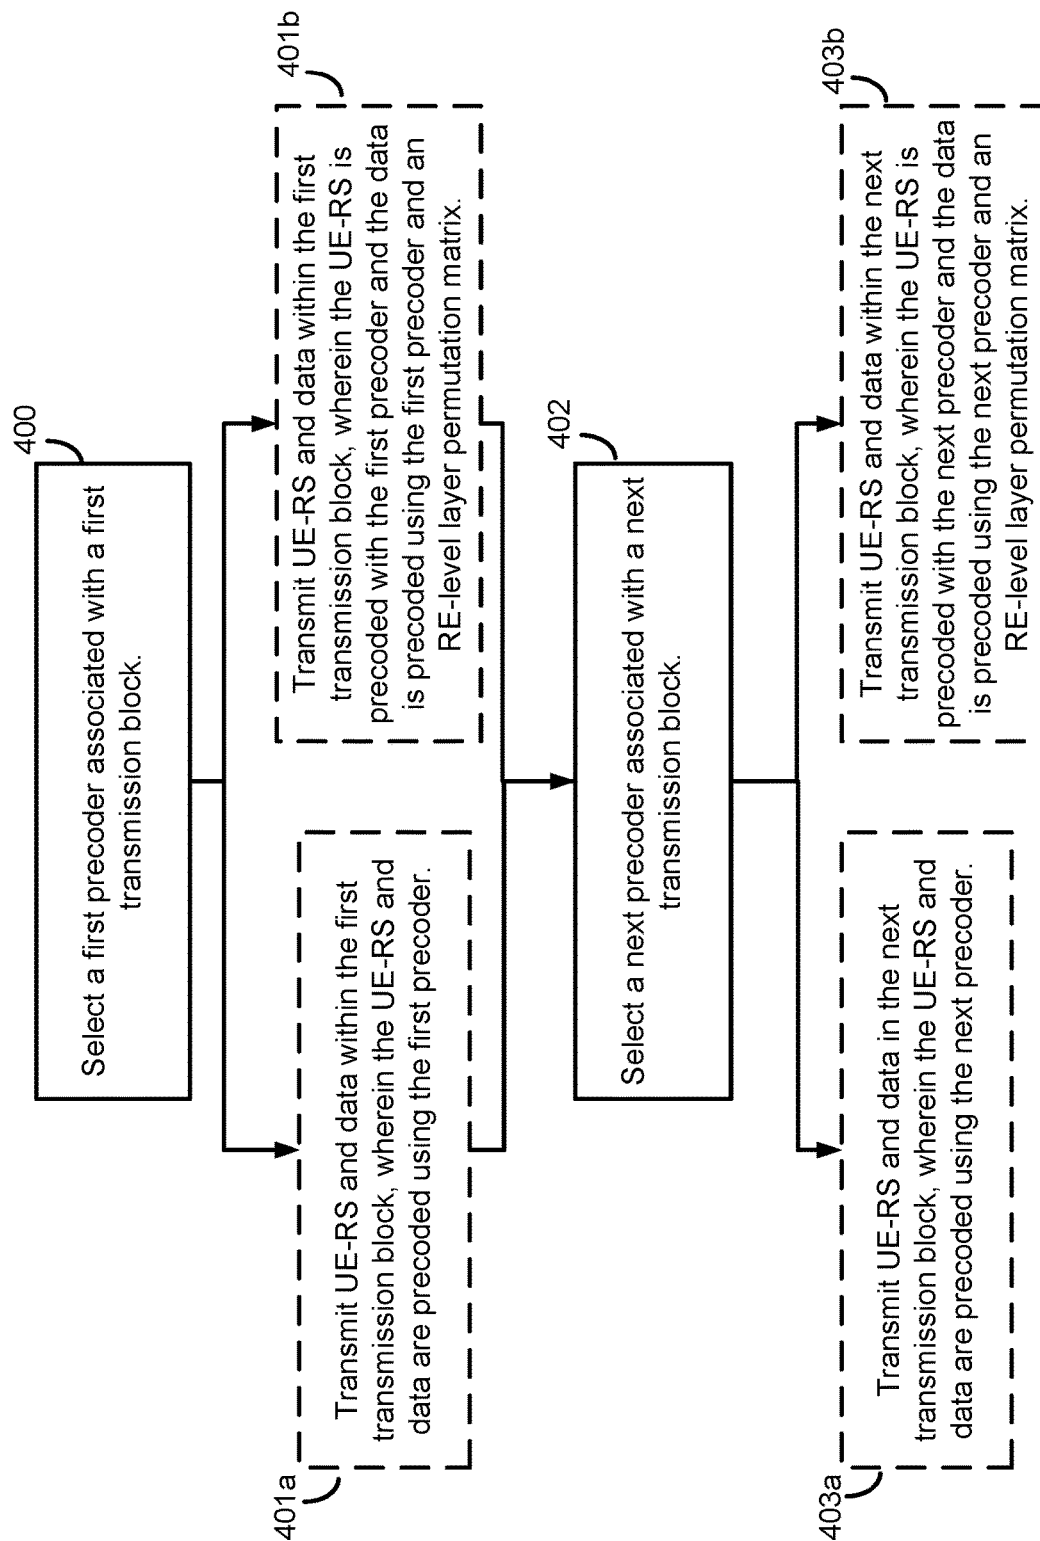 400
Select a first precoder associated with a first
transmission block.
401a
Transmit UE-RS and data within the first
transmission block, wherein the UE-RS and
data are precoded using the first precoder.
401b
Transmit UE-RS and data within the first
transmission block, wherein the UE-RS is
precoded with the first precoder and the data
is precoded using the first precoder and an
RE-level layer permutation matrix.
402
Select a next precoder associated with a next
transmission block.
403a
Transmit UE-RS and data in the next
transmission block, wherein the UE-RS and
data are precoded using the next precoder.
403b
Transmit UE-RS and data within the next
transmission block, wherein the UE-RS is
precoded with the next precoder and the data
is precoded using the next precoder and an
RE-level layer permutation matrix.